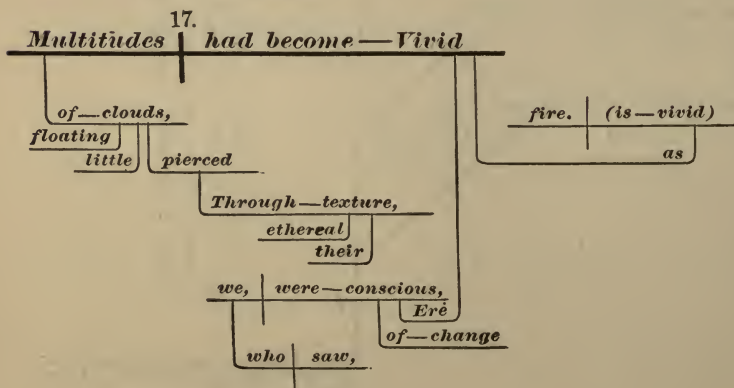 17.
Multitudes had become—Vivid
of—clouds, fire. (is—vivid)
floating
little pierced as
Through—texture,
ethereal
their
we, were—conscious,
Ere
of—change
who saw,